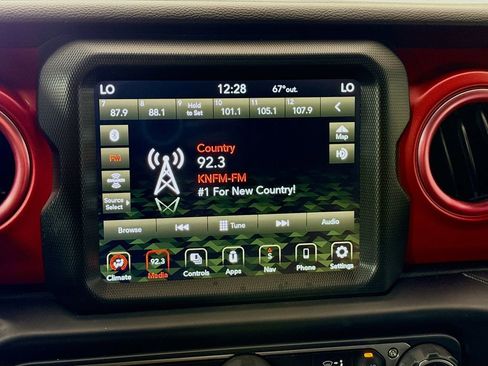 LO 12:28 67°out. LO
7 8 9 Hold to Set 10 11 12
87.9 88.1 101.1 105.1 107.9
Map
FM
Country
92.3
KNFM-FM
#1 For New Country!
Source Select
Browse Tune Audio
92.3
Climate Media Controls Apps Nav Phone Settings